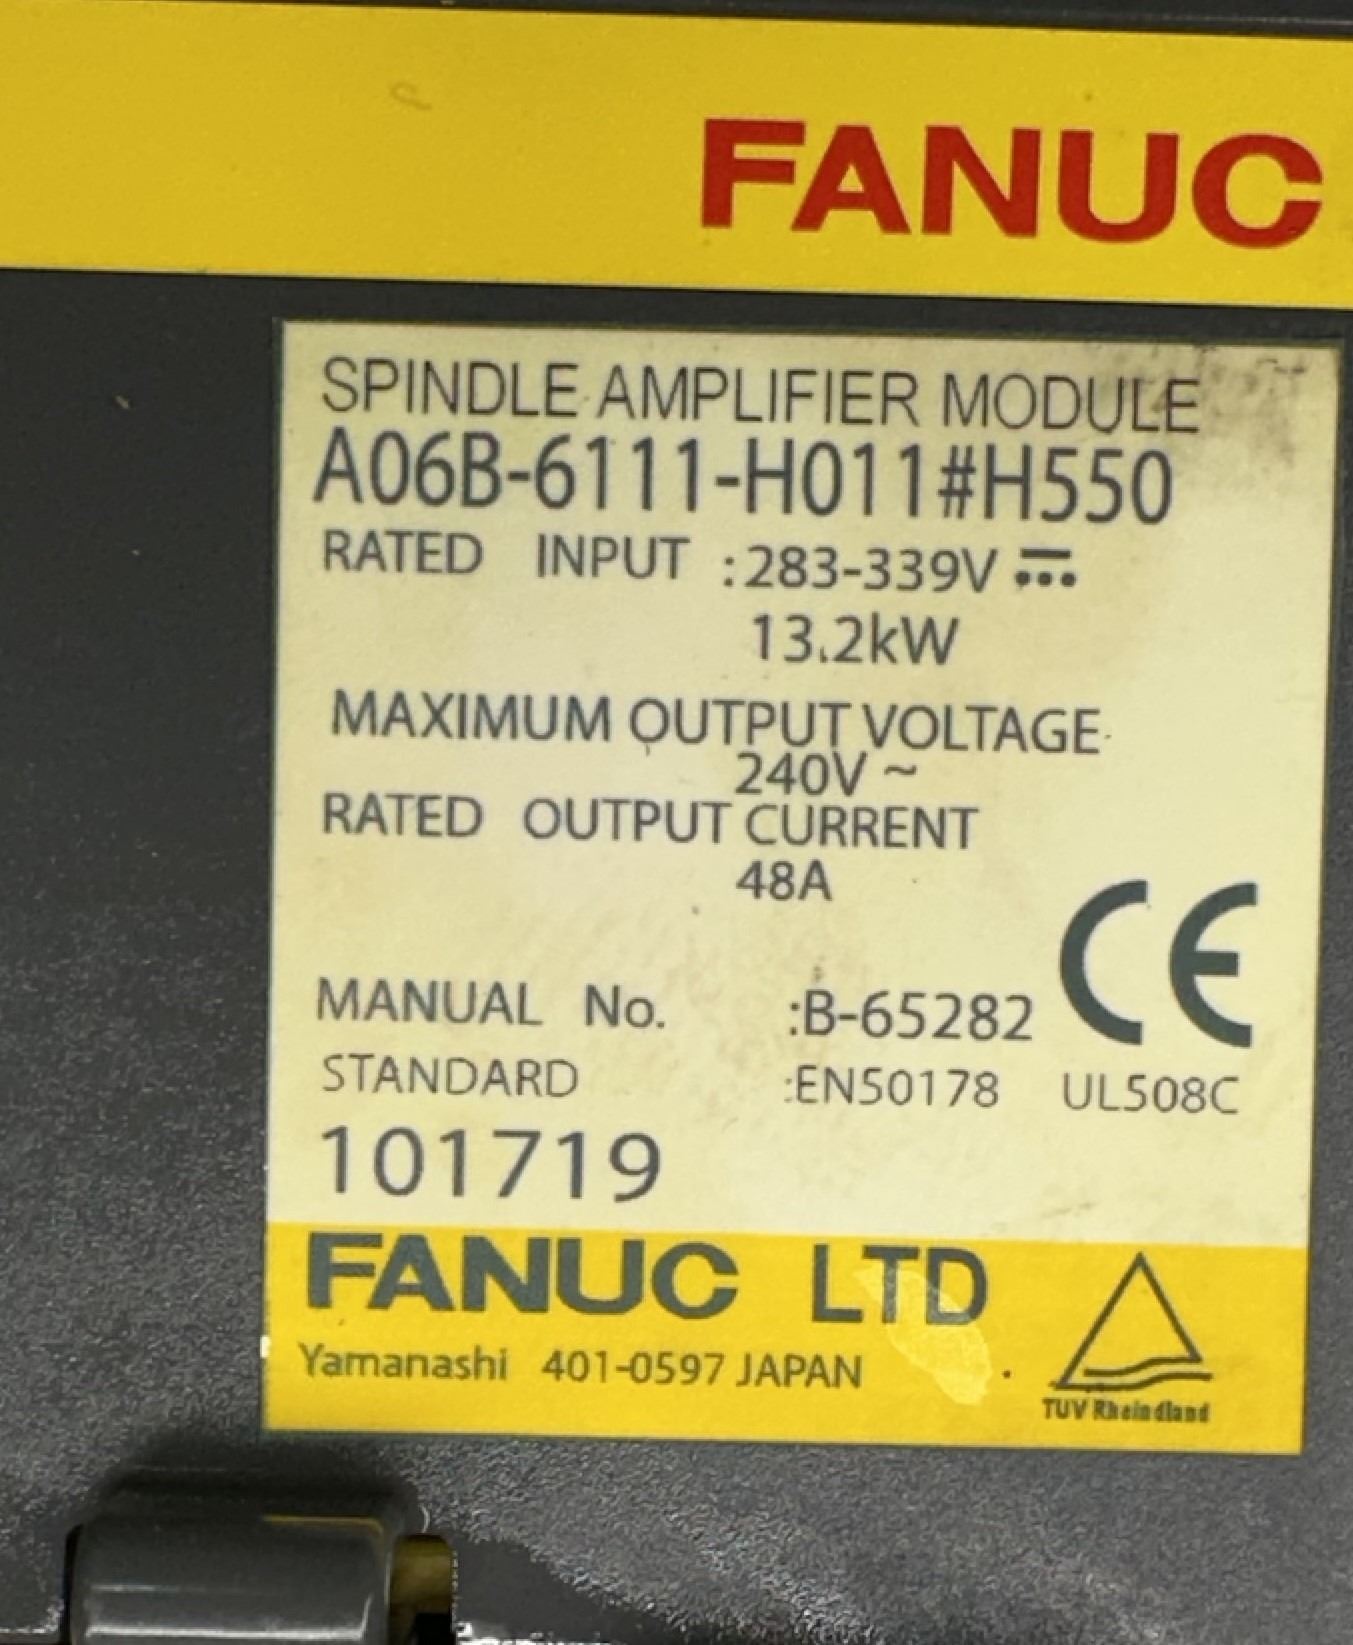 FANUC
SPINDLE AMPLIFIER MODULE
A06B-6111-H011#H550
RATED INPUT :283-339V ⎓
13.2kW
MAXIMUM OUTPUT VOLTAGE
240V ~
RATED OUTPUT CURRENT
48A
CE
MANUAL No. :B-65282
STANDARD :EN50178 UL508C
101719
FANUC LTD
Yamanashi 401-0597 JAPAN
TUV Rheindland